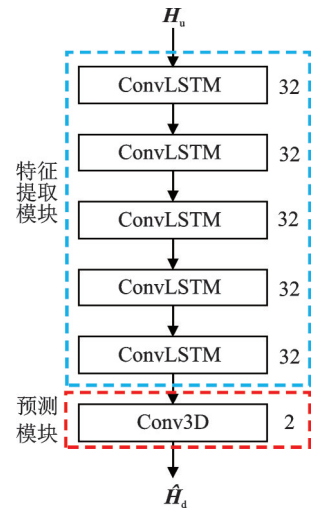 H_u
ConvLSTM 32
ConvLSTM 32
特征
提取
模块
ConvLSTM 32
ConvLSTM 32
ConvLSTM 32
预测
模块
Conv3D 2
Ĥ_d